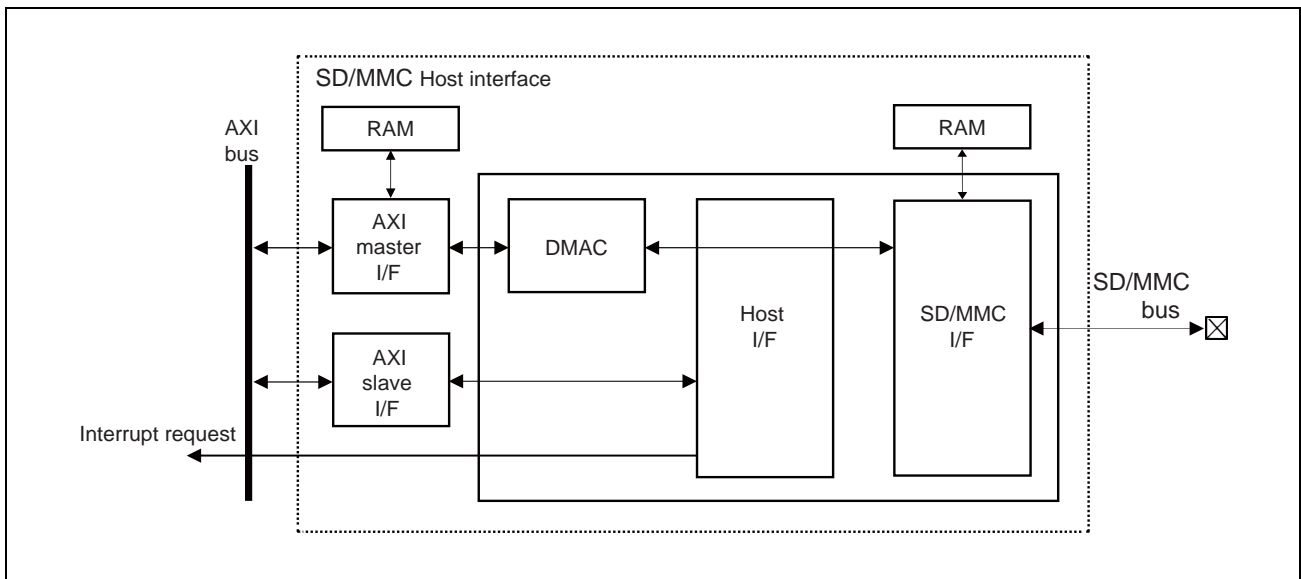 SD/MMC Host interface
AXI
bus
RAM
RAM
AXI
master
I/F
DMAC
Host
I/F
SD/MMC
I/F
SD/MMC
bus
AXI
slave
I/F
Interrupt request